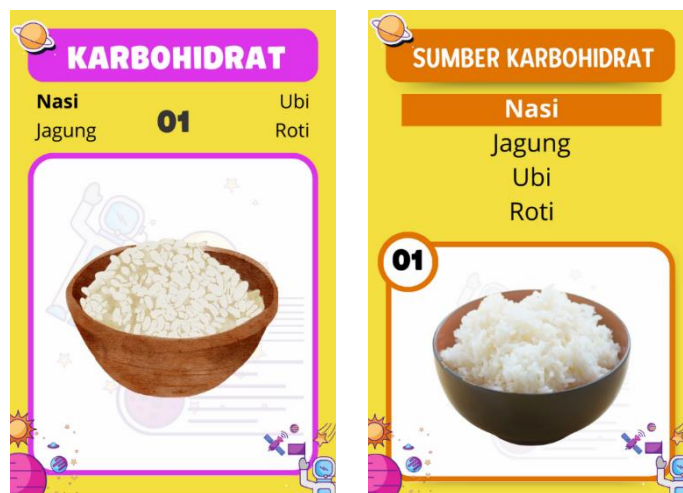 KARBOHIDRAT
Nasi 01 Ubi
Jagung Roti
SUMBER KARBOHIDRAT
Nasi
Jagung
Ubi
Roti
01